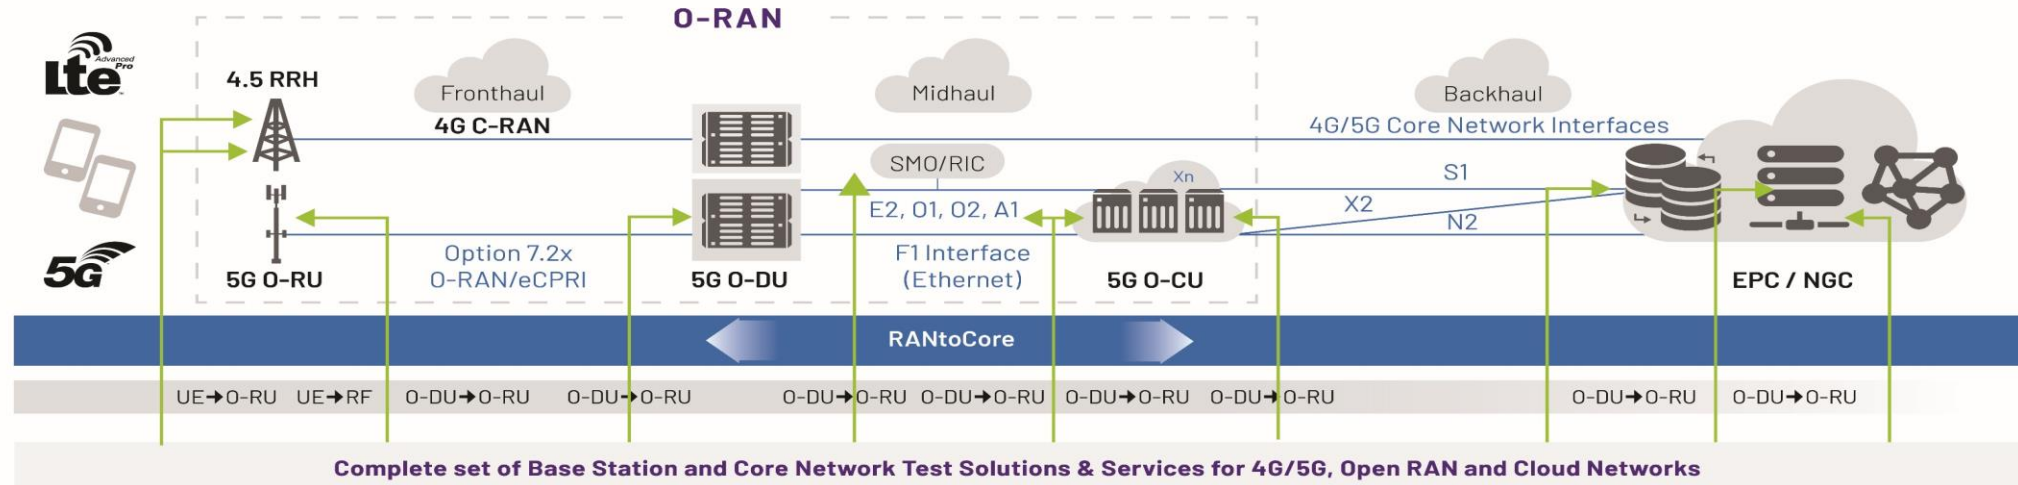 O-RAN
Lte
Advanced
Pro
4.5 RRH
Fronthaul
4G C-RAN
Midhaul
Backhaul
4G/5G Core Network Interfaces
SMO/RIC
Xn
S1
E2, O1, O2, A1
X2
N2
5G
Option 7.2x
O-RAN/eCPRI
F1 Interface
(Ethernet)
5G O-RU
5G O-DU
5G O-CU
EPC / NGC
RANtoCore
UE→O-RU UE→RF O-DU→O-RU O-DU→O-RU O-DU→O-RU O-DU→O-RU O-DU→O-RU O-DU→O-RU O-DU→O-RU O-DU→O-RU
Complete set of Base Station and Core Network Test Solutions & Services for 4G/5G, Open RAN and Cloud Networks